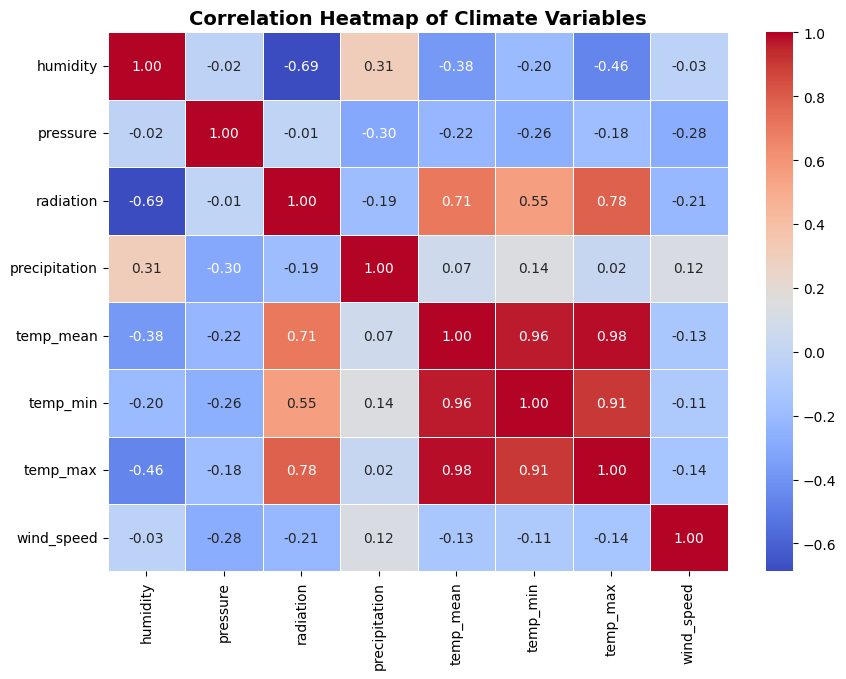 Correlation Heatmap of Climate Variables
humidity 1.00 -0.02 -0.69 0.31 -0.38 -0.20 -0.46 -0.03
pressure -0.02 1.00 -0.01 -0.30 -0.22 -0.26 -0.18 -0.28
radiation -0.69 -0.01 1.00 -0.19 0.71 0.55 0.78 -0.21
precipitation 0.31 -0.30 -0.19 1.00 0.07 0.14 0.02 0.12
temp_mean -0.38 -0.22 0.71 0.07 1.00 0.96 0.98 -0.13
temp_min -0.20 -0.26 0.55 0.14 0.96 1.00 0.91 -0.11
temp_max -0.46 -0.18 0.78 0.02 0.98 0.91 1.00 -0.14
wind_speed -0.03 -0.28 -0.21 0.12 -0.13 -0.11 -0.14 1.00
humidity pressure radiation precipitation temp_mean temp_min temp_max wind_speed
1.0
0.8
0.6
0.4
0.2
0.0
−0.2
−0.4
−0.6